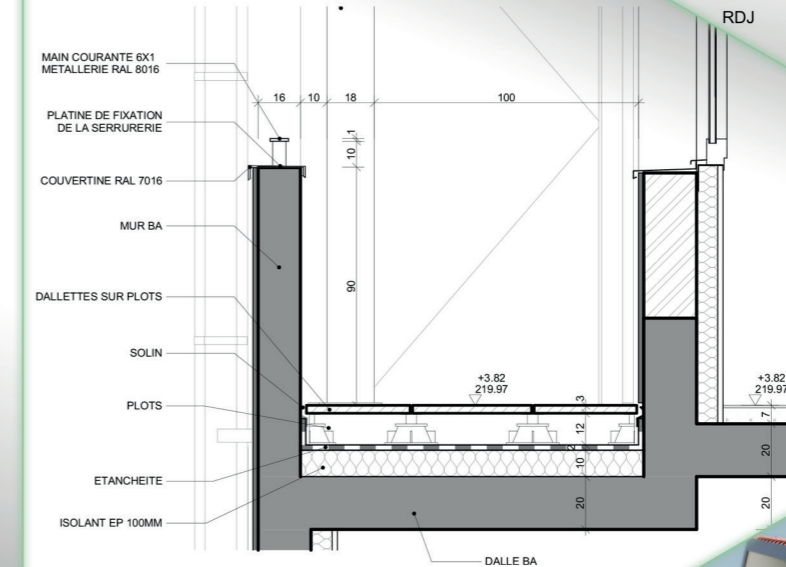 RDJ
MAIN COURANTE 6X1
METALLERIE RAL 8016
16
10
18
100
PLATINE DE FIXATION
DE LA SERRURERIE
1
10
COUVERTINE RAL 7016
MUR BA
90
DALLETTES SUR PLOTS
SOLIN
+3.82
219.97
+3.82
219.97
3
7
PLOTS
12
2
ETANCHEITE
10
20
20
20
ISOLANT EP 100MM
DALLE BA